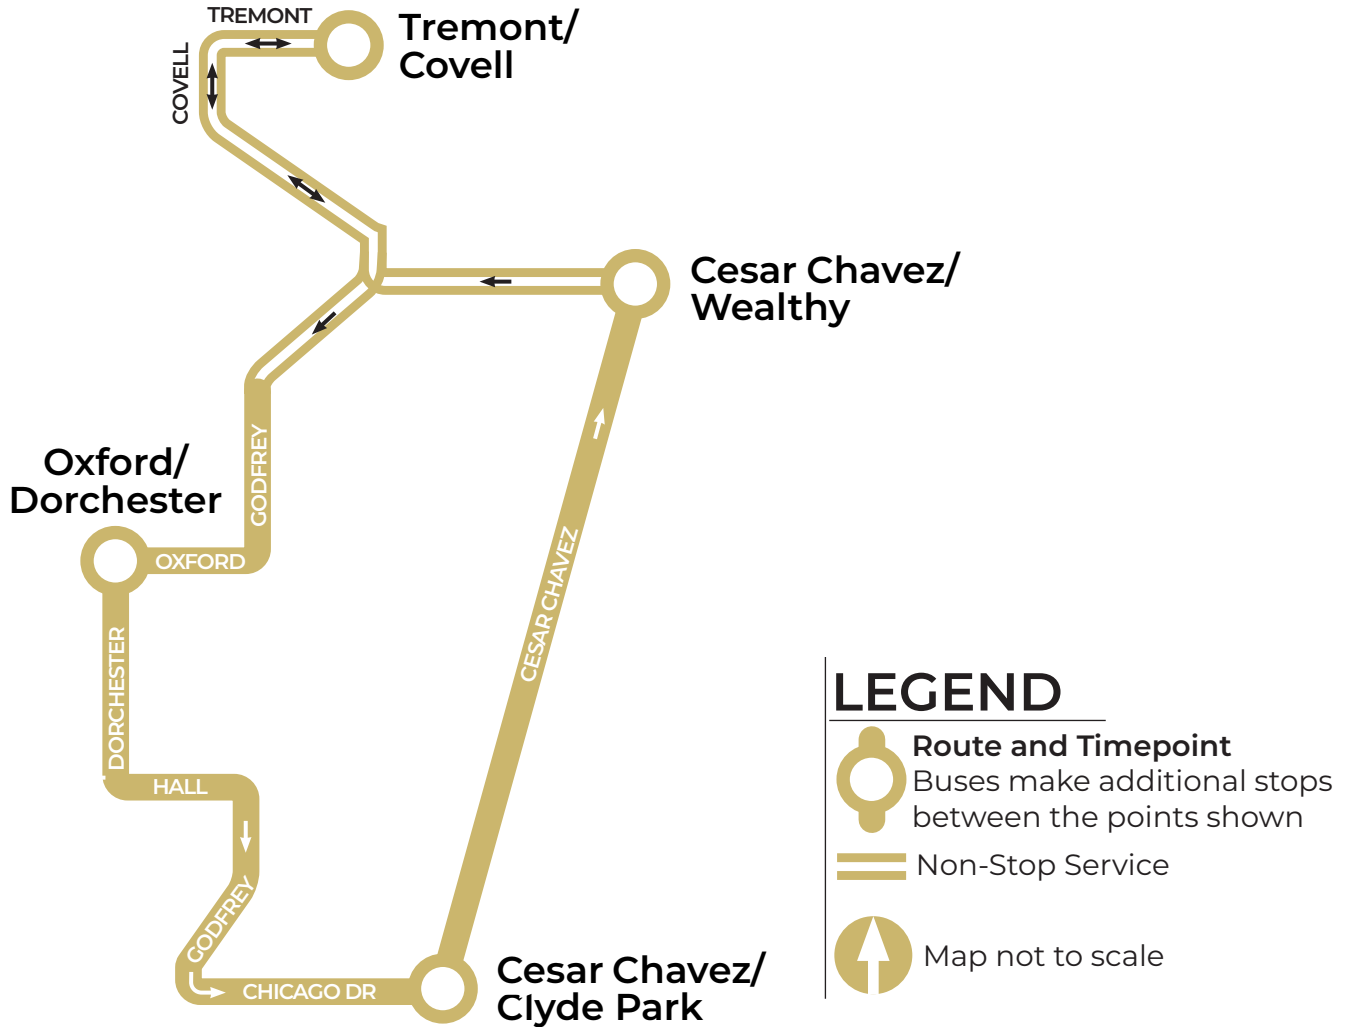 TREMONT
Tremont/
Covell
COVELL
Cesar Chavez/
Wealthy
GODFREY
Oxford/
Dorchester
OXFORD
CESAR CHAVEZ
DORCHESTER
HALL
GODFREY
CHICAGO DR
Cesar Chavez/
Clyde Park
LEGEND
Route and Timepoint
Buses make additional stops
between the points shown
Non-Stop Service
Map not to scale